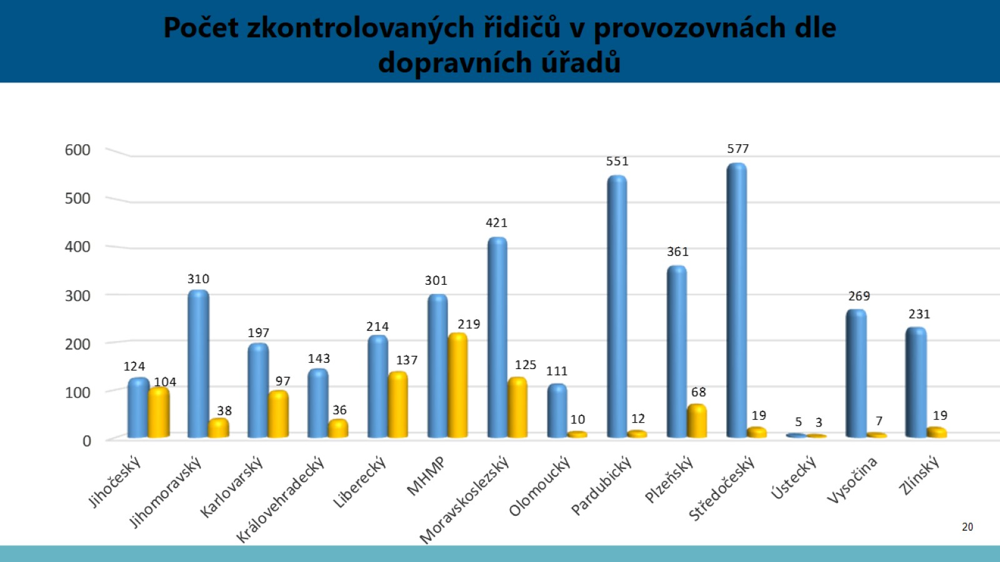 Počet zkontrolovaných řidičů v provozovnách dle
dopravních úřadů
600
500
400
300
200
100
0
124
104
310
38
197
97
143
36
214
137
301
219
421
125
111
10
551
12
361
68
577
19
5
3
269
7
231
19
Jihočeský
Jihomoravský
Karlovarský
Královehradecký
Liberecký
MHMP
Moravskoslezský
Olomoucký
Pardubický
Plzeňský
Středočeský
Ústecký
Vysočina
Zlínský
20